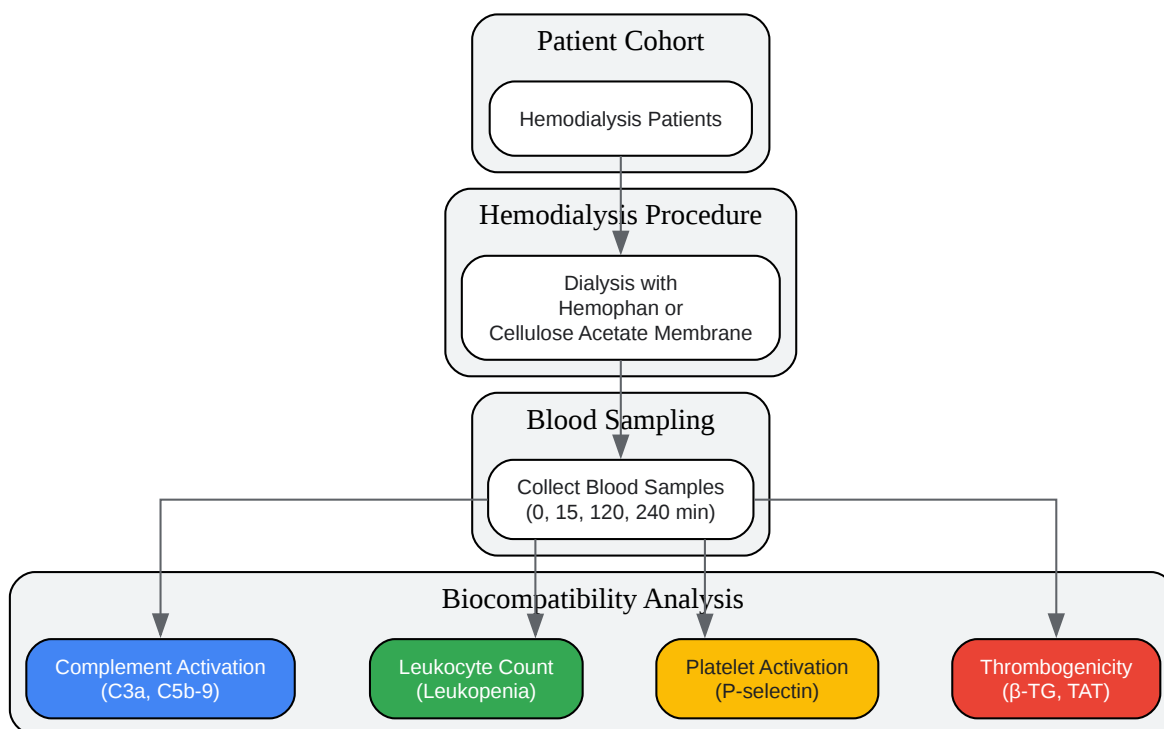 Patient Cohort
Hemodialysis Patients
Hemodialysis Procedure
Dialysis with
Hemophan or
Cellulose Acetate Membrane
Blood Sampling
Collect Blood Samples
(0, 15, 120, 240 min)
Biocompatibility Analysis
Complement Activation
(C3a, C5b-9)
Leukocyte Count
(Leukopenia)
Platelet Activation
(P-selectin)
Thrombogenicity
(β-TG, TAT)